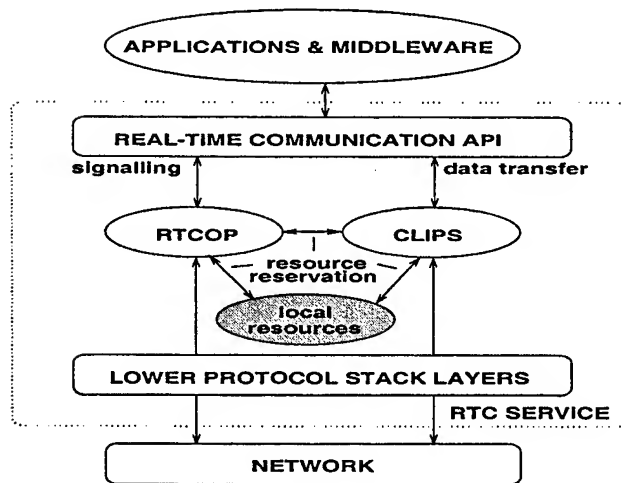 APPLICATIONS & MIDDLEWARE
REAL-TIME COMMUNICATION API
signalling
data transfer
RTCOP
CLIPS
resource
reservation
local
resources
LOWER PROTOCOL STACK LAYERS
RTC SERVICE
NETWORK